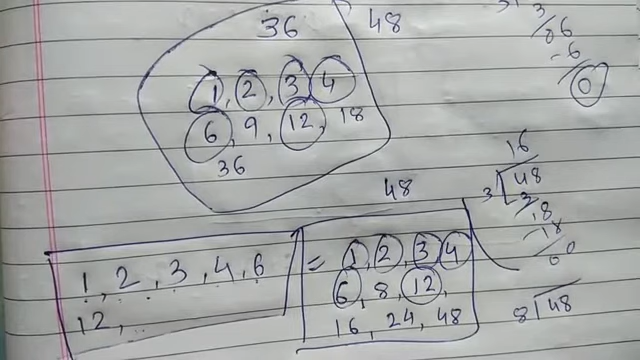 36 48
1, 2, 3 4
6, 9, 12, 18
36
3
86
-6
0
16
3 48
3
18
-18
48
1, 2, 3, 4, 6
12,
= 1, 2, 3, 4
6, 8, 12,
16, 24, 48
8 48